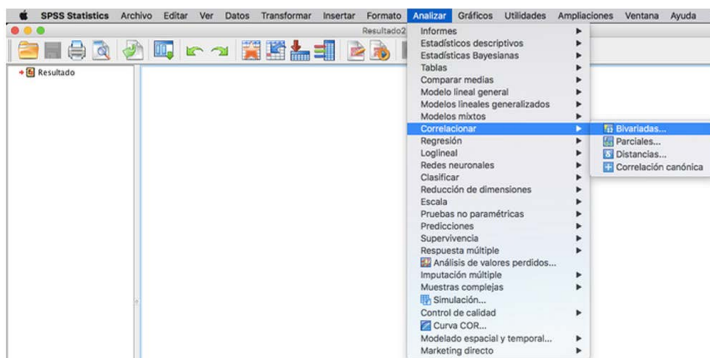 SPSS Statistics Archivo Editar Ver Datos Transformar Insertar Formato Analizar Gráficos Utilidades Ampliaciones Ventana Ayuda
Resultado2
Resultado
Informes
Estadísticos descriptivos
Estadísticas Bayesianas
Tablas
Comparar medias
Modelo lineal general
Modelos lineales generalizados
Modelos mixtos
Correlacionar
Regresión
Loglineal
Redes neuronales
Clasificar
Reducción de dimensiones
Escala
Pruebas no paramétricas
Predicciones
Supervivencia
Respuesta múltiple
Análisis de valores perdidos...
Imputación múltiple
Muestras complejas
Simulación...
Control de calidad
Curva COR...
Modelado espacial y temporal...
Marketing directo
Bivariadas...
Parciales...
Distancias...
Correlación canónica